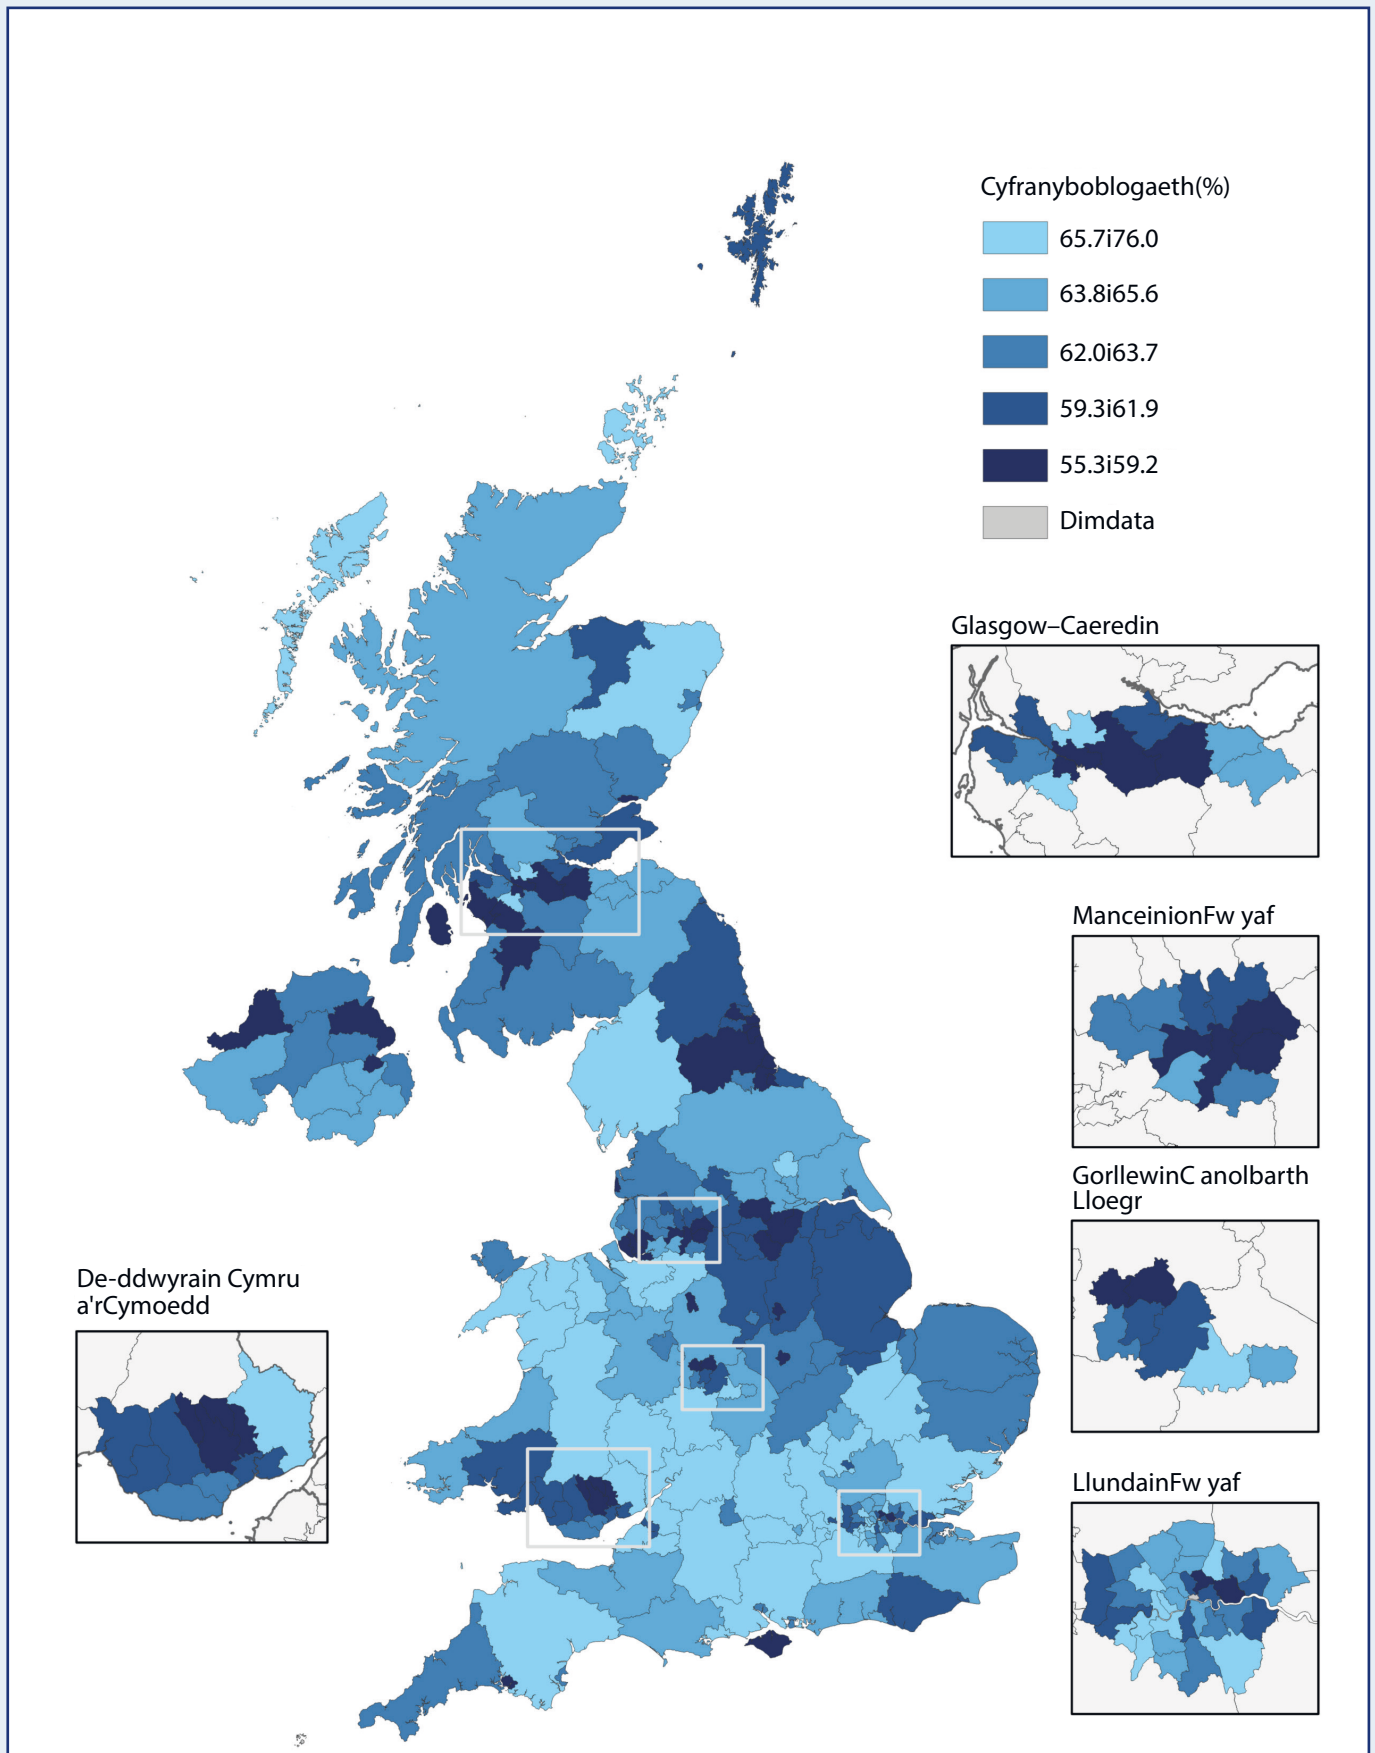 Cyfranyboblogaeth(%)
65.7i76.0
63.8i65.6
62.0i63.7
59.3i61.9
55.3i59.2
Dimdata
Glasgow–Caeredin
ManceinionFw yaf
GorllewinC anolbarth
Lloegr
De-ddwyrain Cymru
a'rCymoedd
LlundainFw yaf